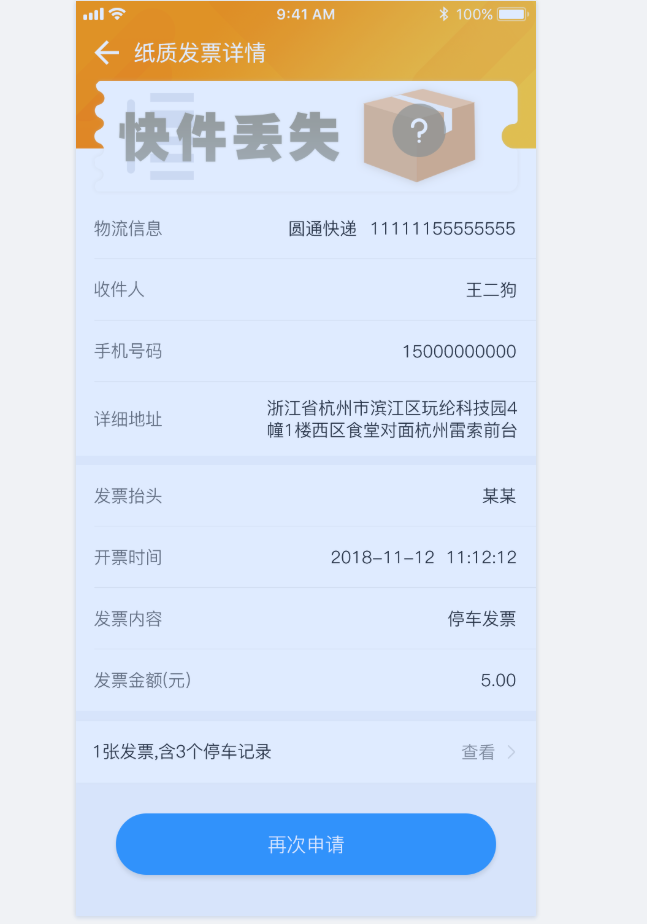 9:41 AM 100%
纸质发票详情
快件丢失 ?
物流信息 圆通快递 11111155555555
收件人 王二狗
手机号码 15000000000
详细地址 浙江省杭州市滨江区玩纶科技园4
幢1楼西区食堂对面杭州雷索前台
发票抬头 某某
开票时间 2018-11-12 11:12:12
发票内容 停车发票
发票金额(元) 5.00
1张发票,含3个停车记录 查看
再次申请